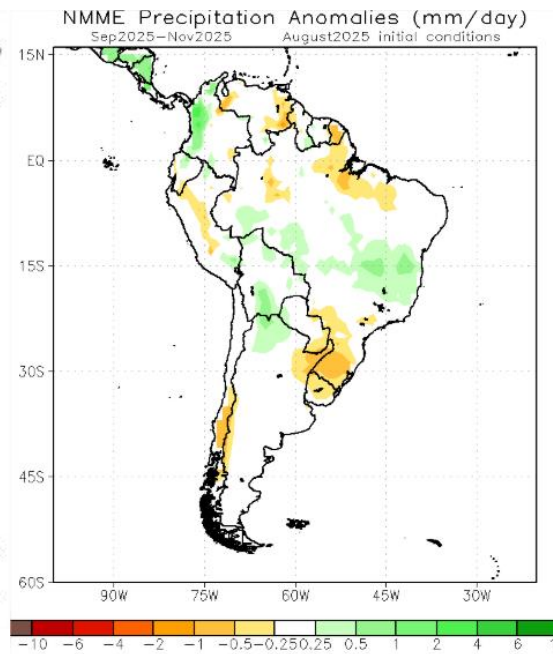 NMME Precipitation Anomalies (mm/day)
Sep2025-Nov2025 August2025 initial conditions
15N
EQ
15S
30S
45S
60S
90W 75W 60W 45W 30W
-10 -6 -4 -2 -1 -0.5 -0.25 0.25 0.5 1 2 4 6